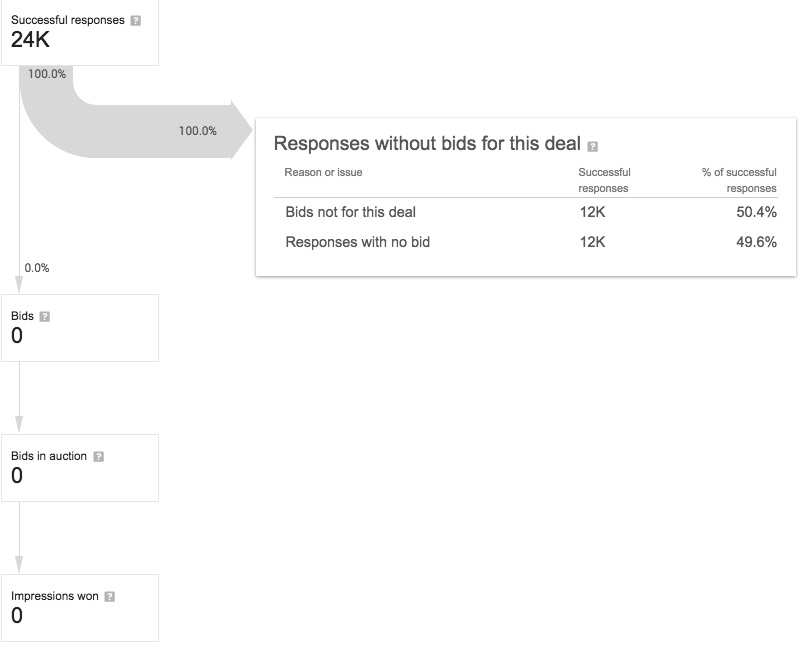 Successful responses ?
24K
100.0%
100.0%
Responses without bids for this deal ?
Reason or issue Successful responses % of successful responses
Bids not for this deal 12K 50.4%
Responses with no bid 12K 49.6%
0.0%
Bids ?
0
Bids in auction ?
0
Impressions won ?
0